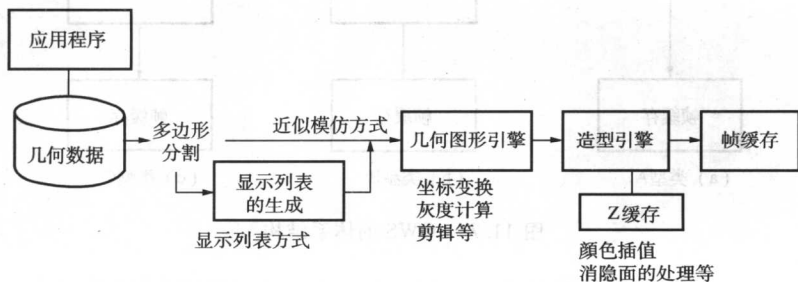 应用程序
几何数据
多边形
分割
近似模仿方式
显示列表
的生成
显示列表方式
几何图形引擎
坐标变换
灰度计算
剪辑等
造型引擎
帧缓存
Z缓存
顏色插值
消隐面的处理等